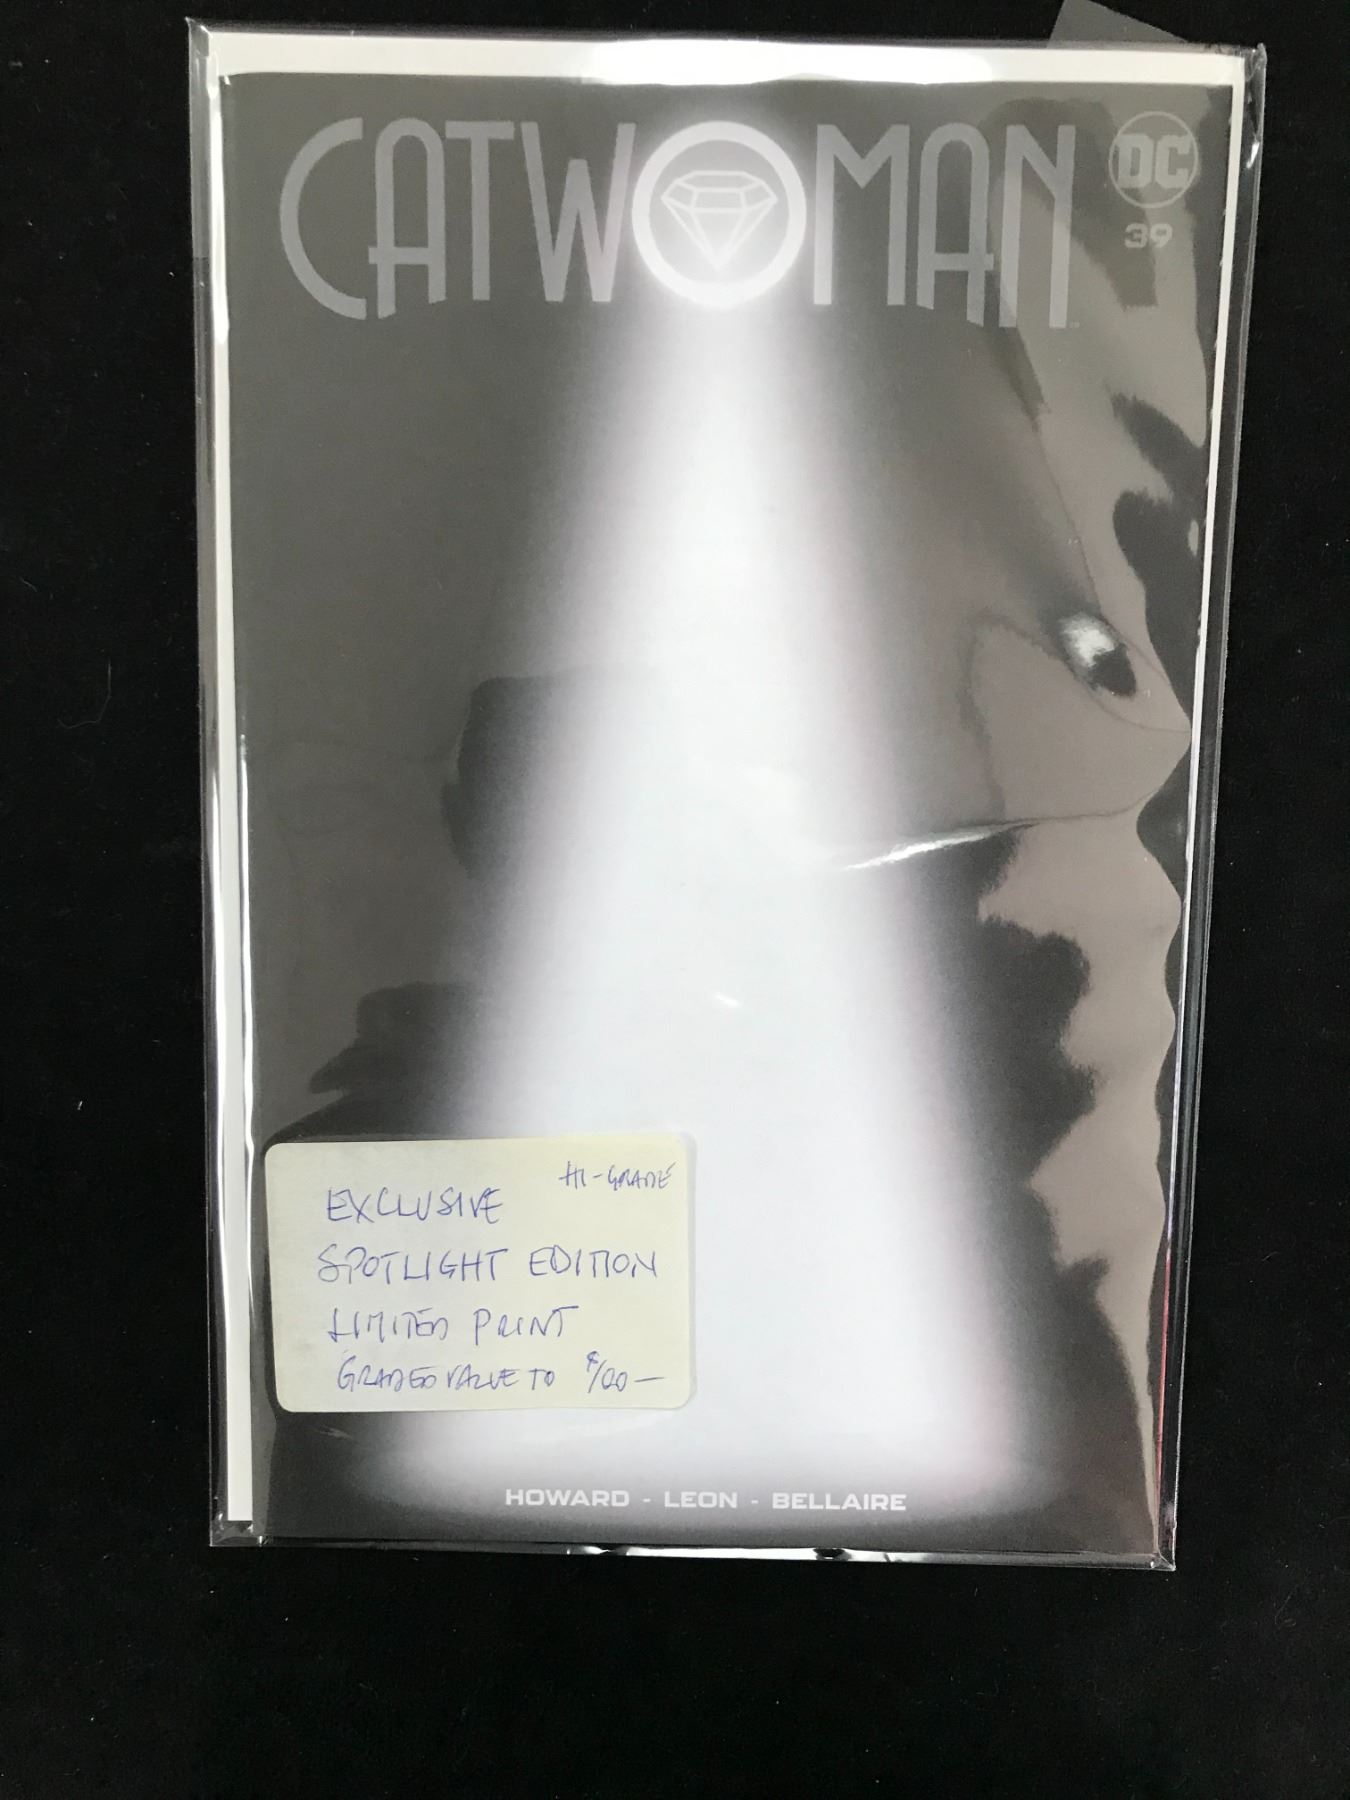 CATWOMAN
DC
39
HI-GRADE
EXCLUSIVE
SPOTLIGHT EDITION
LIMITED PRINT
GRADED VALUE TO $100—
HOWARD - LEON - BELLAIRE